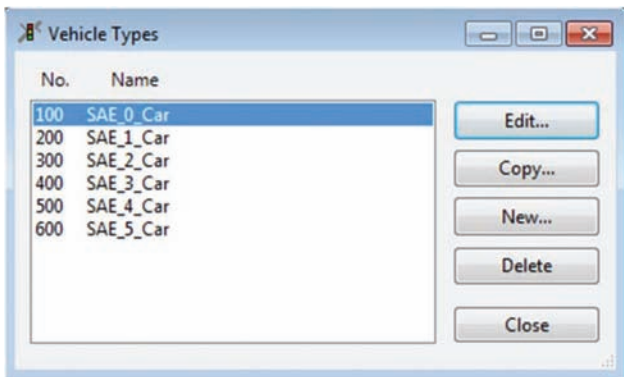 Vehicle Types
No. Name
100 SAE_0_Car
200 SAE_1_Car
300 SAE_2_Car
400 SAE_3_Car
500 SAE_4_Car
600 SAE_5_Car
Edit...
Copy...
New...
Delete
Close